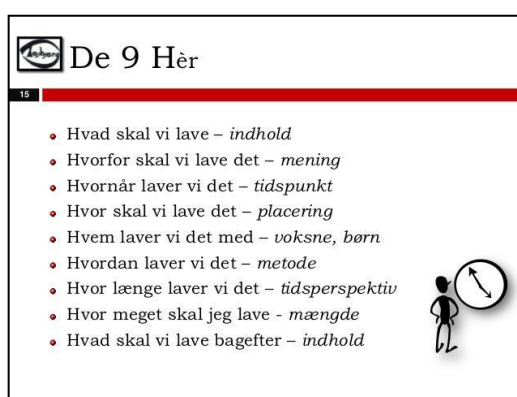 De 9 Hèr
15
Hvad skal vi lave – indhold
Hvorfor skal vi lave det – mening
Hvornår laver vi det – tidspunkt
Hvor skal vi lave det – placering
Hvem laver vi det med – voksne, børn
Hvordan laver vi det – metode
Hvor længe laver vi det – tidsperspektiv
Hvor meget skal jeg lave - mængde
Hvad skal vi lave bagefter – indhold